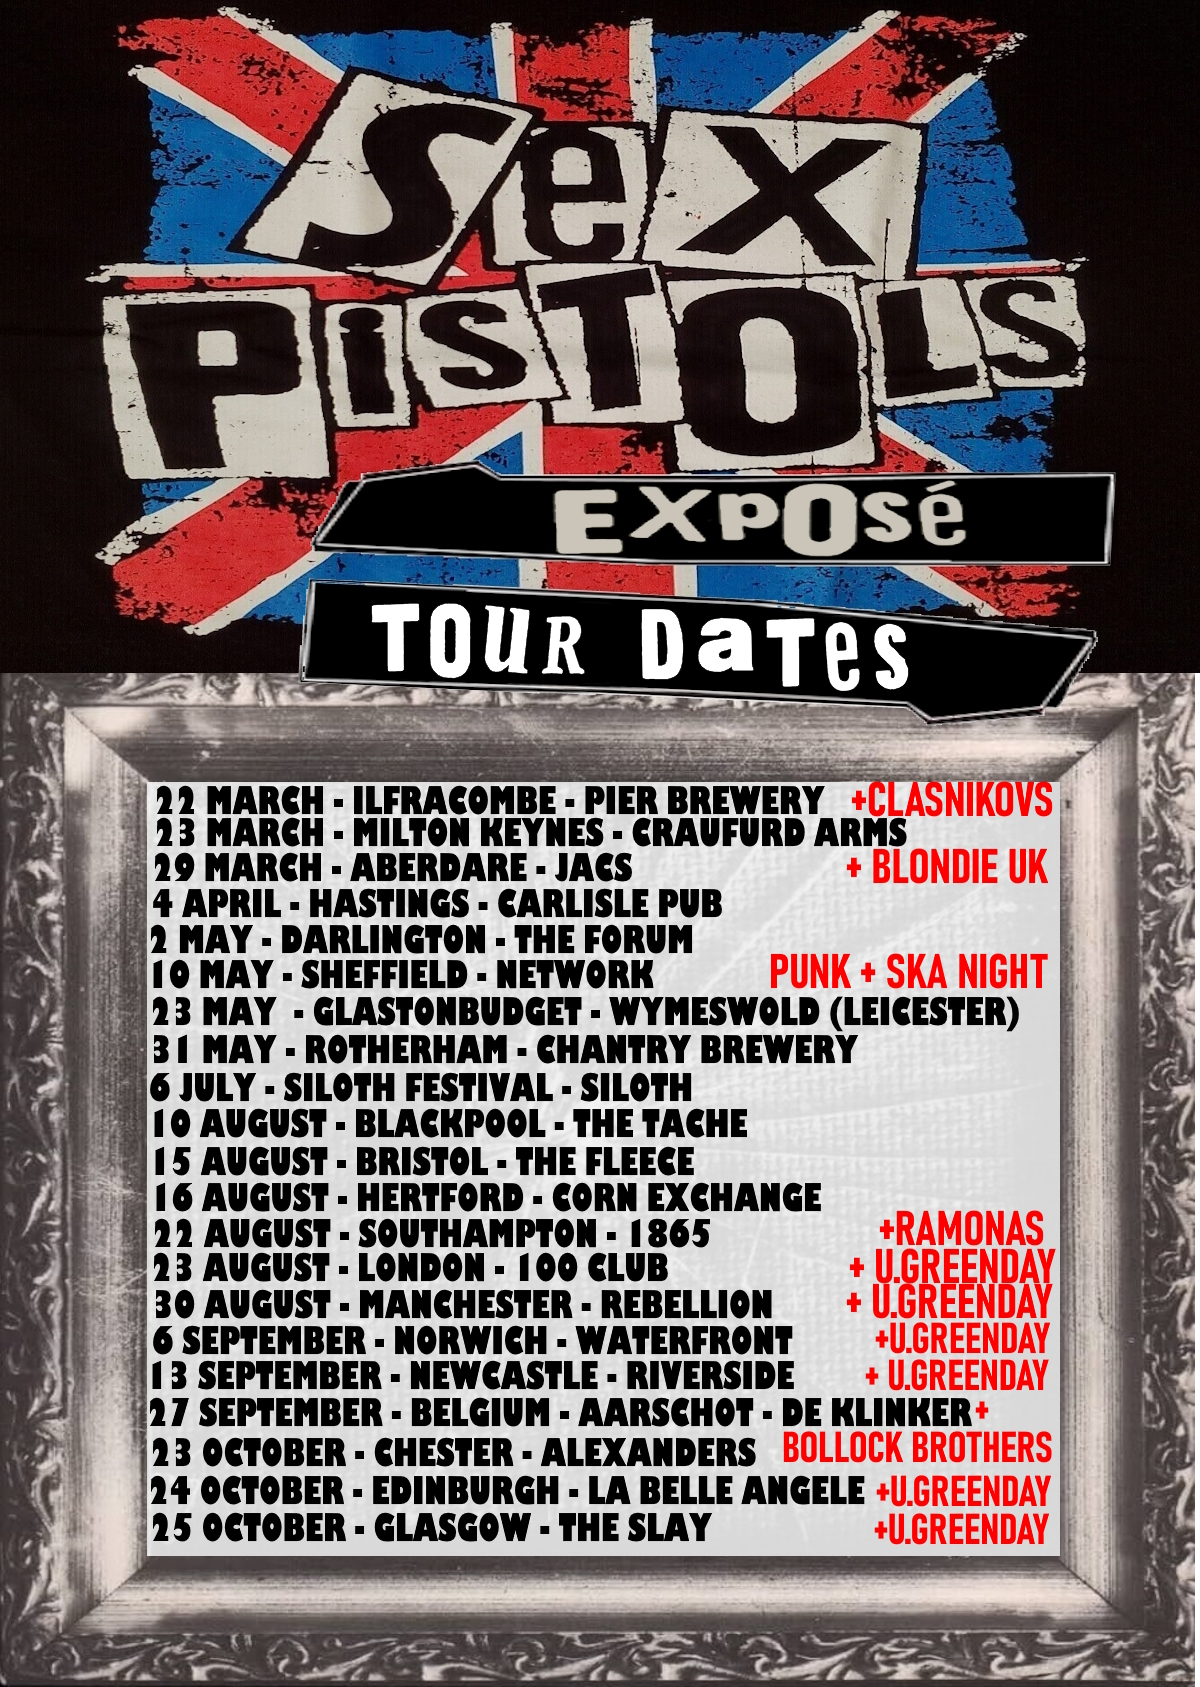 Sex
PiSTOLS
EXPOsé
TOUR DaTes
22 MARCH - ILFRACOMBE - PIER BREWERY +CLASNIKOVS
23 MARCH - MILTON KEYNES - CRAUFURD ARMS
29 MARCH - ABERDARE - JACS + BLONDIE UK
4 APRIL - HASTINGS - CARLISLE PUB
2 MAY - DARLINGTON - THE FORUM
10 MAY - SHEFFIELD - NETWORK PUNK + SKA NIGHT
23 MAY - GLASTONBUDGET - WYMESWOLD (LEICESTER)
31 MAY - ROTHERHAM - CHANTRY BREWERY
6 JULY - SILOTH FESTIVAL - SILOTH
10 AUGUST - BLACKPOOL - THE TACHE
15 AUGUST - BRISTOL - THE FLEECE
16 AUGUST - HERTFORD - CORN EXCHANGE
22 AUGUST - SOUTHAMPTON - 1865 +RAMONAS
23 AUGUST - LONDON - 100 CLUB + U.GREENDAY
30 AUGUST - MANCHESTER - REBELLION + U.GREENDAY
6 SEPTEMBER - NORWICH - WATERFRONT +U.GREENDAY
13 SEPTEMBER - NEWCASTLE - RIVERSIDE + U.GREENDAY
27 SEPTEMBER - BELGIUM - AARSCHOT - DE KLINKER+
23 OCTOBER - CHESTER - ALEXANDERS BOLLOCK BROTHERS
24 OCTOBER - EDINBURGH - LA BELLE ANGELE +U.GREENDAY
25 OCTOBER - GLASGOW - THE SLAY +U.GREENDAY